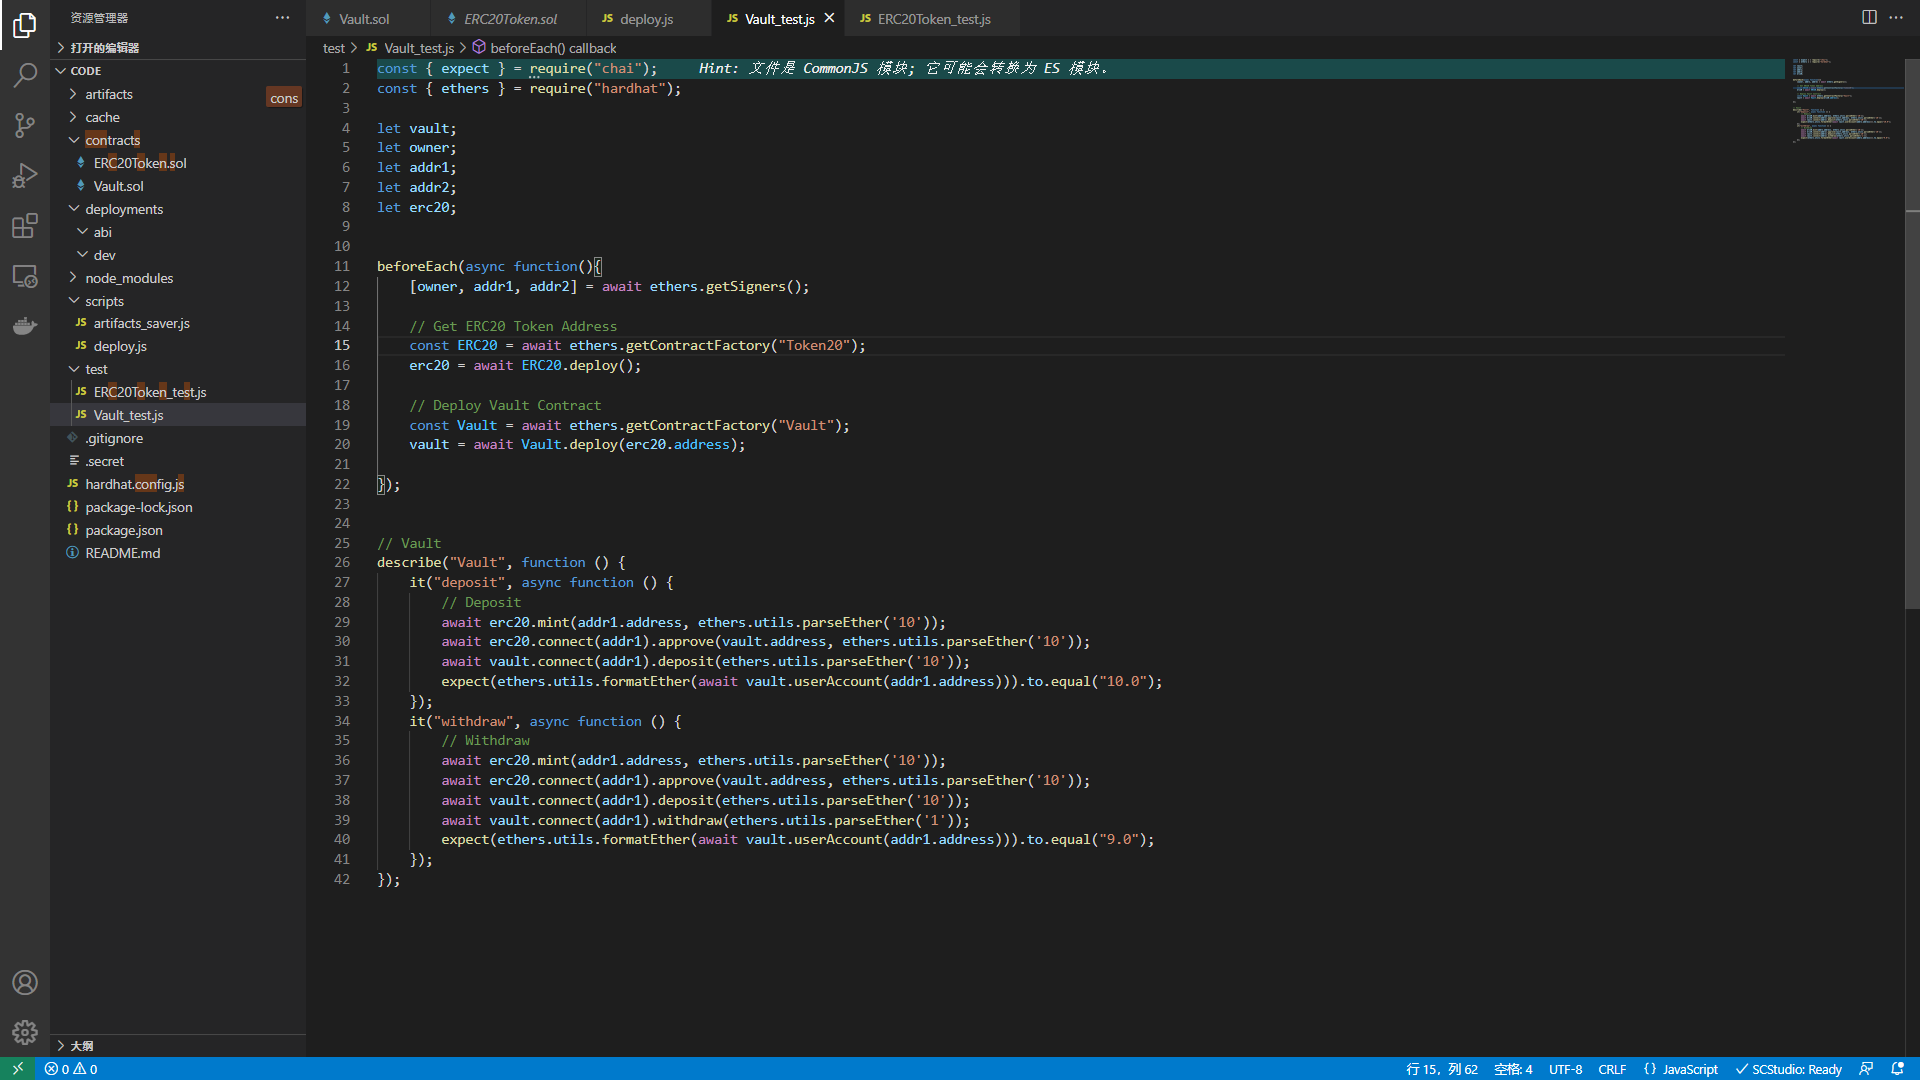 资源管理器
打开的编辑器
CODE
artifacts
cons
cache
contracts
ERC20Token.sol
Vault.sol
deployments
abi
dev
node_modules
scripts
artifacts_saver.js
deploy.js
test
ERC20Token_test.js
Vault_test.js
.gitignore
.secret
hardhat.config.js
package-lock.json
package.json
README.md
大纲
Vault.sol
ERC20Token.sol
JS deploy.js
JS Vault_test.js
JS ERC20Token_test.js
test > JS Vault_test.js > beforeEach() callback
1 const { expect } = require("chai"); Hint: 文件是 CommonJS 模块; 它可能会转换为 ES 模块。
2 const { ethers } = require("hardhat");
3
4 let vault;
5 let owner;
6 let addr1;
7 let addr2;
8 let erc20;
9
10
11 beforeEach(async function(){
12 [owner, addr1, addr2] = await ethers.getSigners();
13
14 // Get ERC20 Token Address
15 const ERC20 = await ethers.getContractFactory("Token20");
16 erc20 = await ERC20.deploy();
17
18 // Deploy Vault Contract
19 const Vault = await ethers.getContractFactory("Vault");
20 vault = await Vault.deploy(erc20.address);
21
22 });
23
24
25 // Vault
26 describe("Vault", function () {
27 it("deposit", async function () {
28 // Deposit
29 await erc20.mint(addr1.address, ethers.utils.parseEther('10'));
30 await erc20.connect(addr1).approve(vault.address, ethers.utils.parseEther('10'));
31 await vault.connect(addr1).deposit(ethers.utils.parseEther('10'));
32 expect(ethers.utils.formatEther(await vault.userAccount(addr1.address))).to.equal("10.0");
33 });
34 it("withdraw", async function () {
35 // Withdraw
36 await erc20.mint(addr1.address, ethers.utils.parseEther('10'));
37 await erc20.connect(addr1).approve(vault.address, ethers.utils.parseEther('10'));
38 await vault.connect(addr1).deposit(ethers.utils.parseEther('10'));
39 await vault.connect(addr1).withdraw(ethers.utils.parseEther('1'));
40 expect(ethers.utils.formatEther(await vault.userAccount(addr1.address))).to.equal("9.0");
41 });
42 });
0 0 行 15，列 62 空格: 4 UTF-8 CRLF {} JavaScript SCStudio: Ready